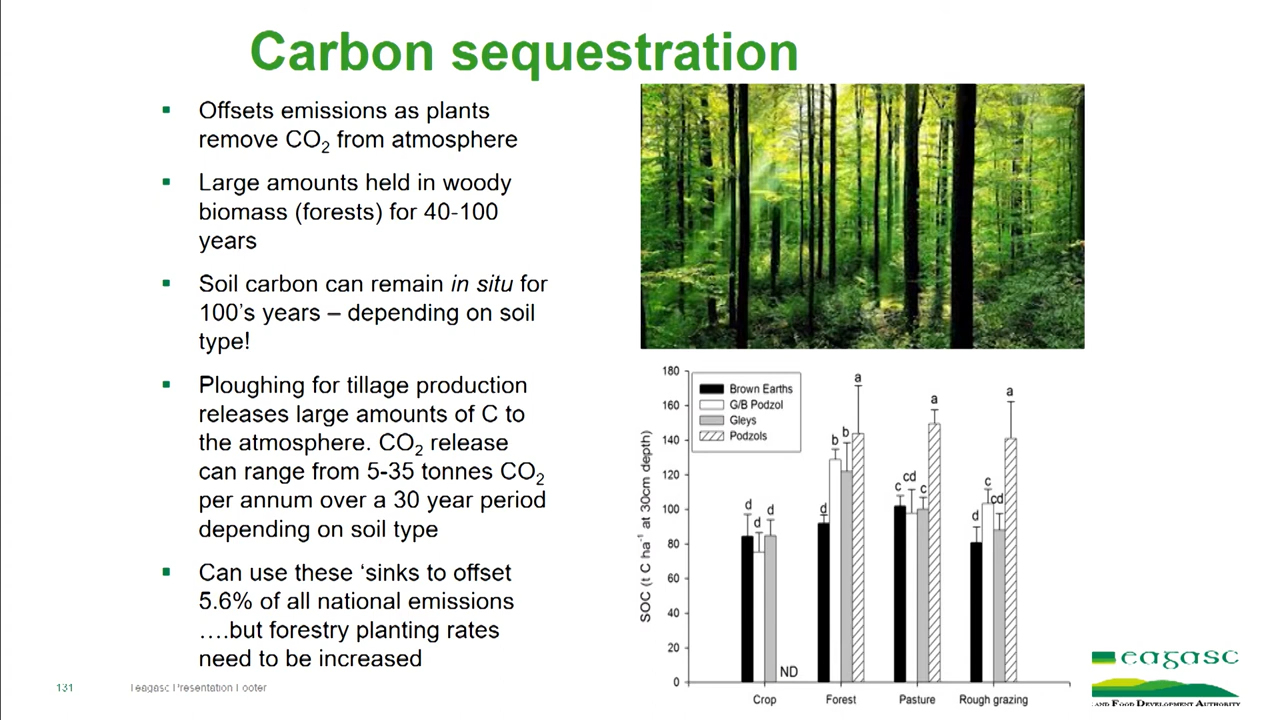 Carbon sequestration
Offsets emissions as plants
remove CO2 from atmosphere
Large amounts held in woody
biomass (forests) for 40-100
years
Soil carbon can remain in situ for
100's years – depending on soil
type!
Ploughing for tillage production
releases large amounts of C to
the atmosphere. CO2 release
can range from 5-35 tonnes CO2
per annum over a 30 year period
depending on soil type
Can use these ‘sinks to offset
5.6% of all national emissions
….but forestry planting rates
need to be increased
SOC (t C ha-1 at 30cm depth)
180
160
140
120
100
80
60
40
20
0
Brown Earths
G/B Podzol
Gleys
Podzols
d
d
d
ND
d
b
b
a
c
cd
c
a
d
c
cd
a
Crop
Forest
Pasture
Rough grazing
131
Teagasc Presentation Footer
eagasc
AND FOOD DEVELOPMENT AUTHORITY